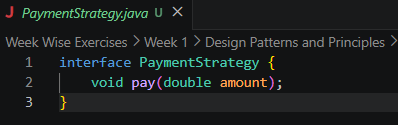 J PaymentStrategy.java ×
Week Wise Exercises > Week 1 > Design Patterns and Principles >
1 interface PaymentStrategy {
2 void pay(double amount);
3 }